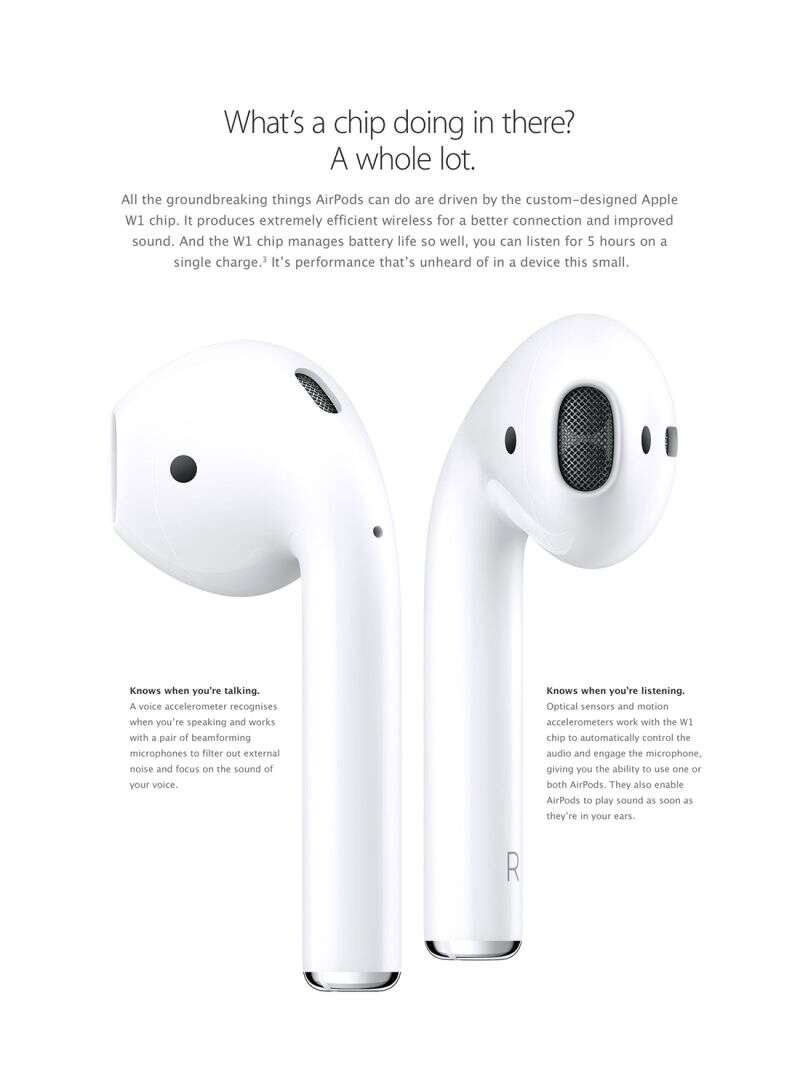 What's a chip doing in there?
A whole lot.
All the groundbreaking things AirPods can do are driven by the custom-designed Apple
W1 chip. It produces extremely efficient wireless for a better connection and improved
sound. And the W1 chip manages battery life so well, you can listen for 5 hours on a
single charge.³ It's performance that's unheard of in a device this small.
Knows when you're talking.
A voice accelerometer recognises
when you're speaking and works
with a pair of beamforming
microphones to filter out external
noise and focus on the sound of
your voice.
Knows when you're listening.
Optical sensors and motion
accelerometers work with the W1
chip to automatically control the
audio and engage the microphone,
giving you the ability to use one or
both AirPods. They also enable
AirPods to play sound as soon as
they're in your ears.
R